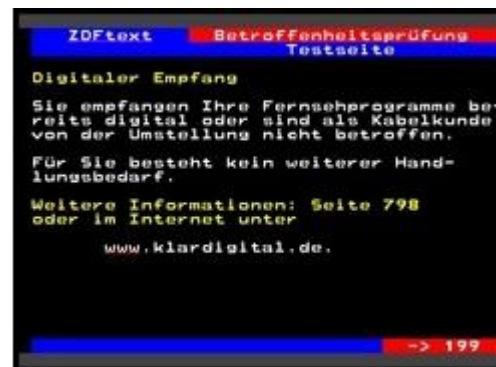 ZDFtext Betroffenheitsprüfung
Testseite
Digitaler Empfang
Sie empfangen Ihre Fernsehprogramme be
reits digital oder sind als Kabelkunde
von der Umstellung nicht betroffen.
Für Sie besteht kein weiterer Hand-
lungsbedarf.
Weitere Informationen: Seite 798
oder im Internet unter
www.klardigital.de.
-> 199